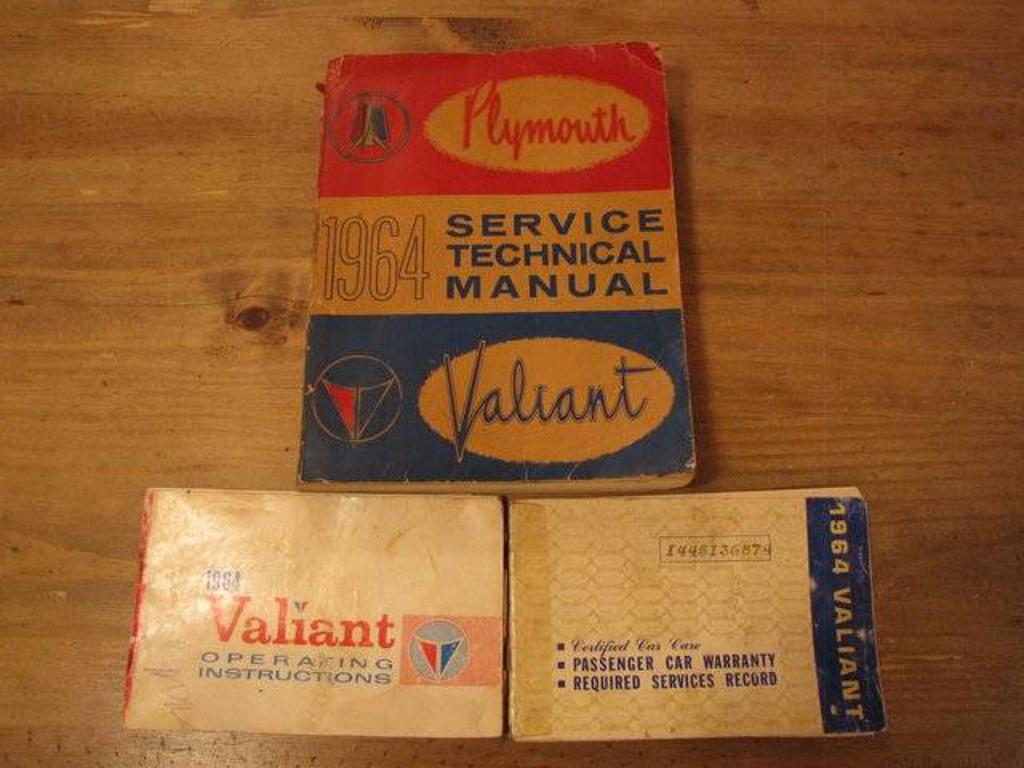 Plymouth
1964
SERVICE
TECHNICAL
MANUAL
Valiant
1964
Valiant
OPERATING
INSTRUCTIONS
Certified Car Care
PASSENGER CAR WARRANTY
REQUIRED SERVICES RECORD
1964 VALIANT